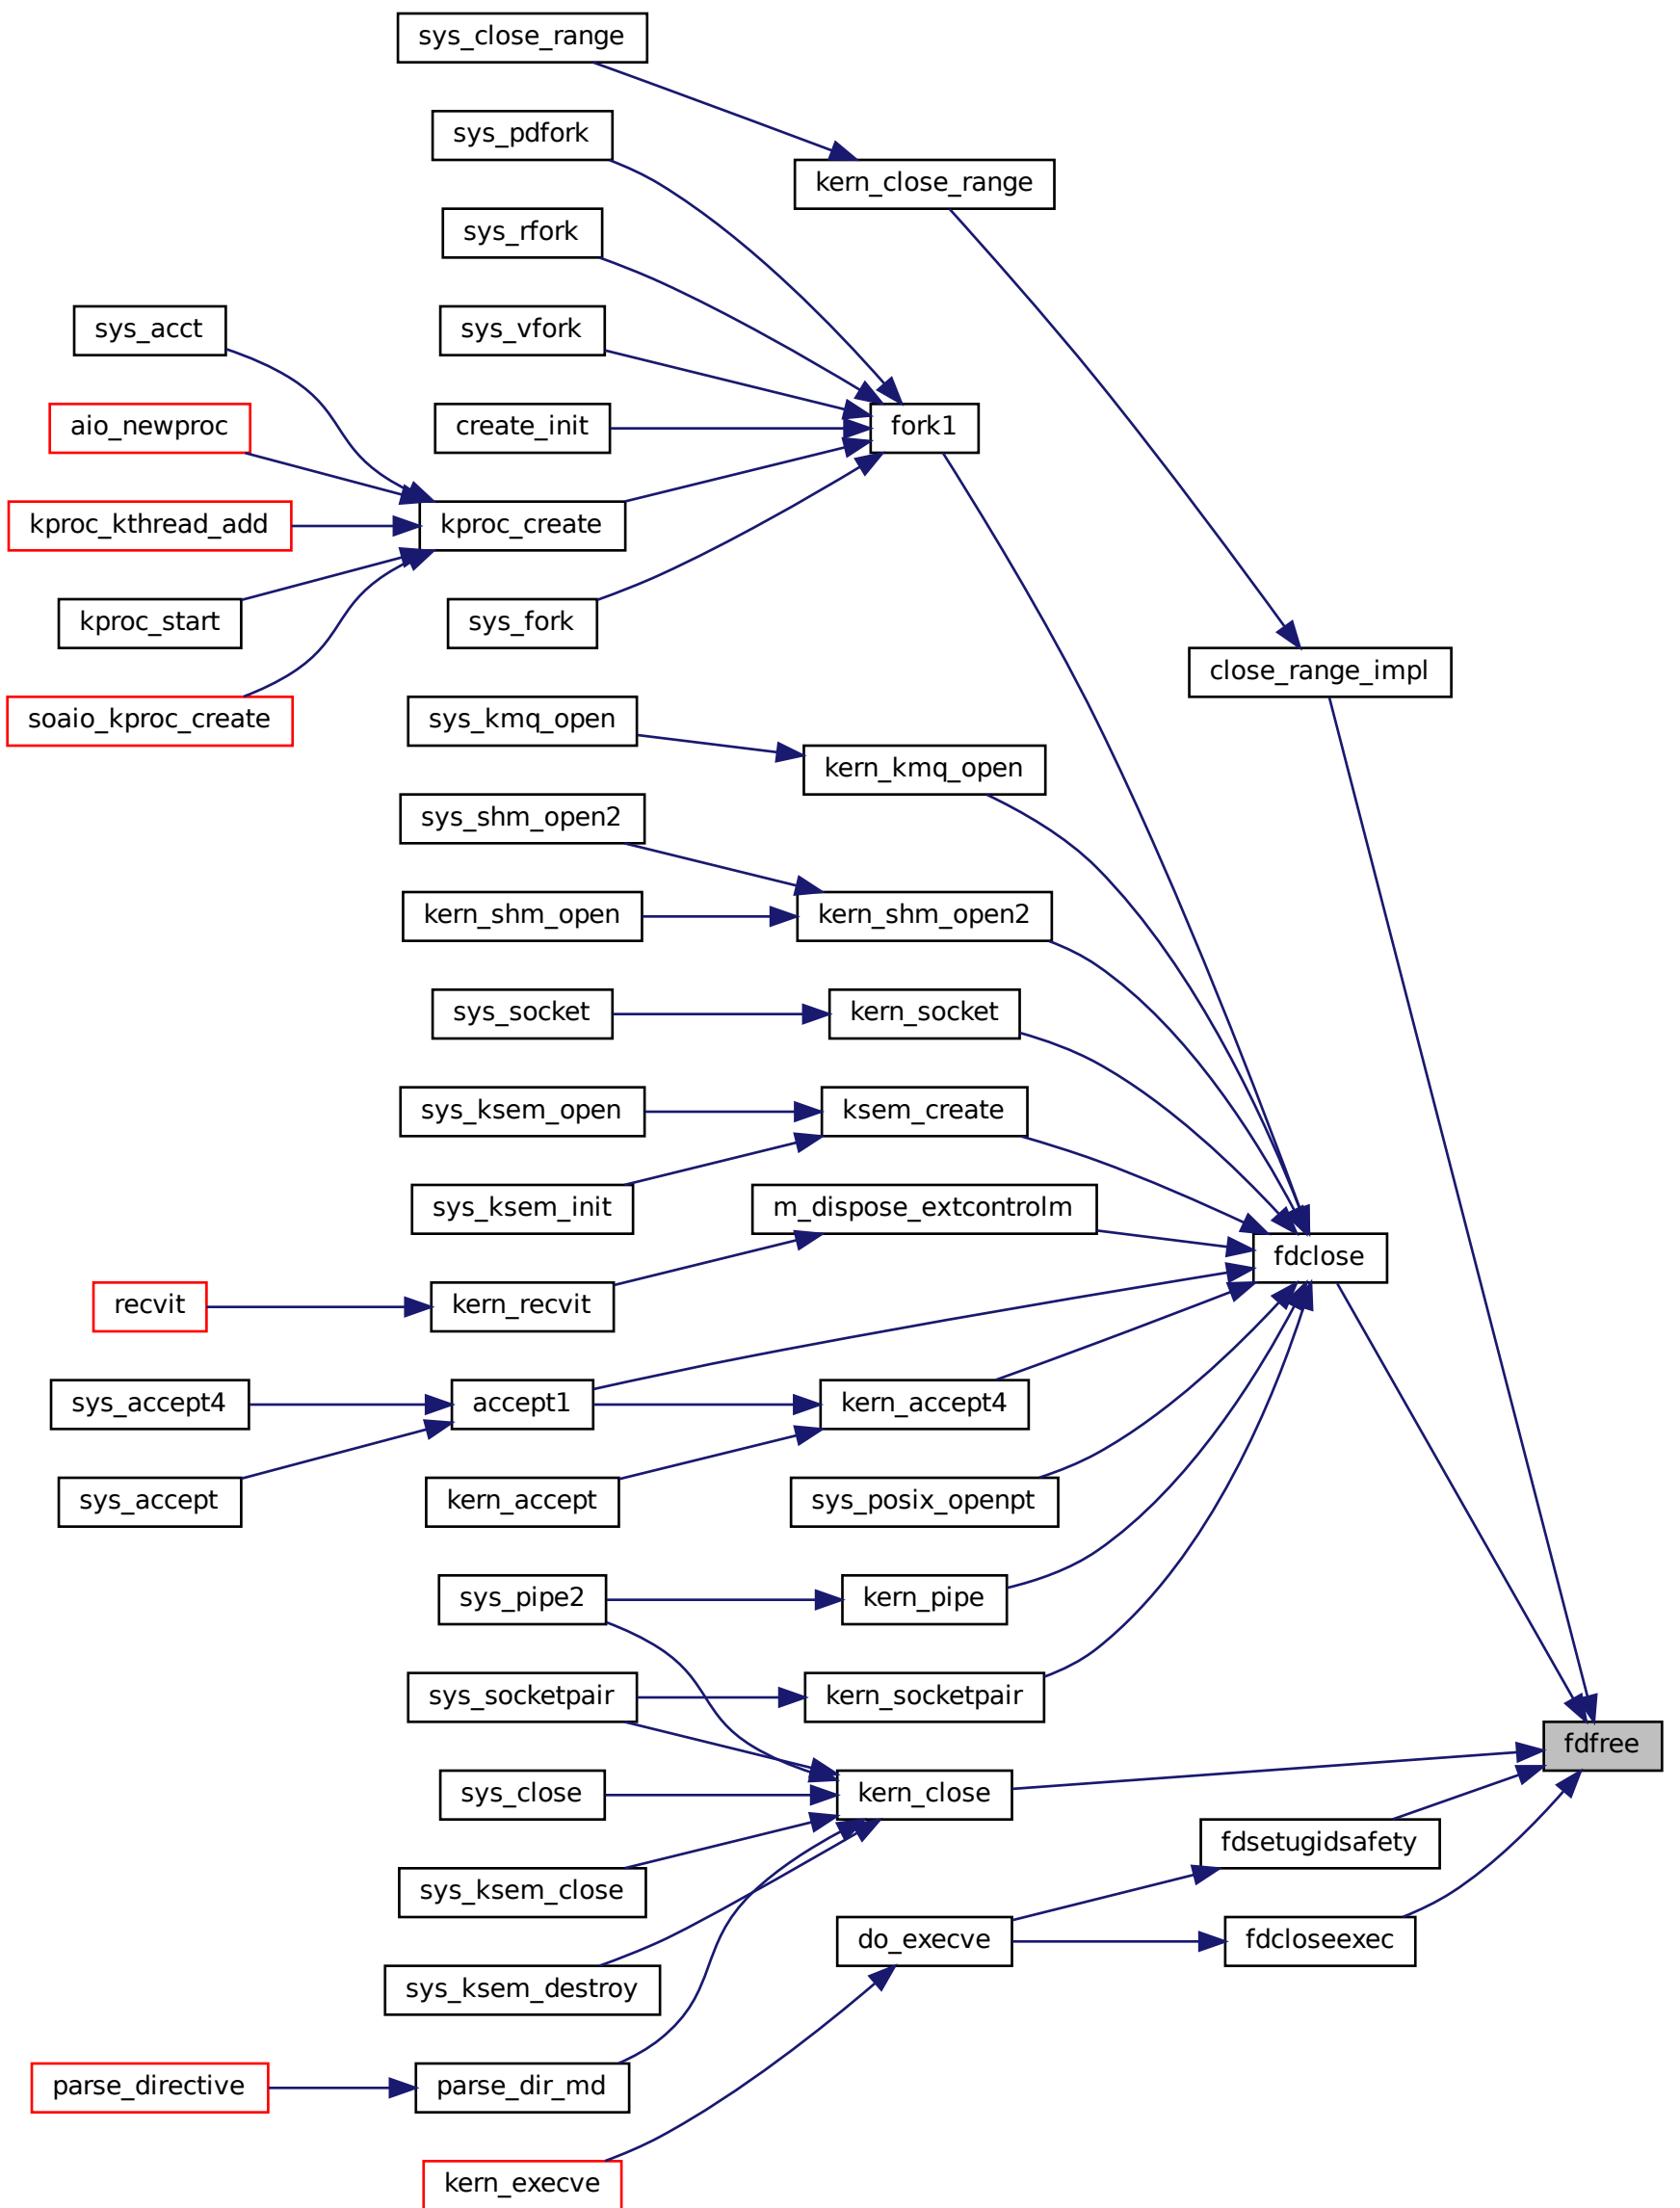 sys_close_range
sys_pdfork
kern_close_range
sys_rfork
sys_acct
sys_vfork
aio_newproc
create_init
fork1
kproc_kthread_add
kproc_create
kproc_start
sys_fork
close_range_impl
soaio_kproc_create
sys_kmq_open
kern_kmq_open
sys_shm_open2
kern_shm_open
kern_shm_open2
sys_socket
kern_socket
sys_ksem_open
ksem_create
sys_ksem_init
m_dispose_extcontrolm
fdclose
recvit
kern_recvit
sys_accept4
accept1
kern_accept4
sys_accept
kern_accept
sys_posix_openpt
sys_pipe2
kern_pipe
sys_socketpair
kern_socketpair
fdfree
sys_close
kern_close
fdsetugidsafety
sys_ksem_close
do_execve
fdcloseexec
sys_ksem_destroy
parse_directive
parse_dir_md
kern_execve